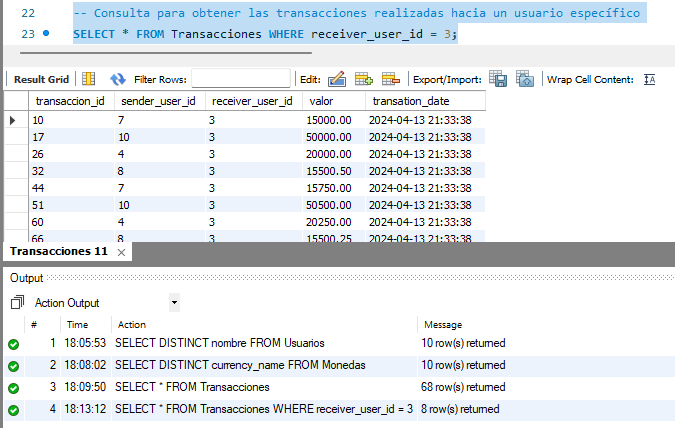 22 -- Consulta para obtener las transacciones realizadas hacia un usuario específico
23 SELECT * FROM Transacciones WHERE receiver_user_id = 3;
Result Grid Filter Rows: Edit: Export/Import: Wrap Cell Content:
transaccion_id sender_user_id receiver_user_id valor transation_date
10 7 3 15000.00 2024-04-13 21:33:38
17 10 3 50000.00 2024-04-13 21:33:38
26 4 3 20000.00 2024-04-13 21:33:38
32 8 3 15500.50 2024-04-13 21:33:38
44 7 3 15750.00 2024-04-13 21:33:38
51 10 3 50500.00 2024-04-13 21:33:38
60 4 3 20250.00 2024-04-13 21:33:38
66 8 3 15500.25 2024-04-13 21:33:38
Transacciones 11
Output
Action Output
# Time Action Message
1 18:05:53 SELECT DISTINCT nombre FROM Usuarios 10 row(s) returned
2 18:08:02 SELECT DISTINCT currency_name FROM Monedas 10 row(s) returned
3 18:09:50 SELECT * FROM Transacciones 68 row(s) returned
4 18:13:12 SELECT * FROM Transacciones WHERE receiver_user_id = 3 8 row(s) returned